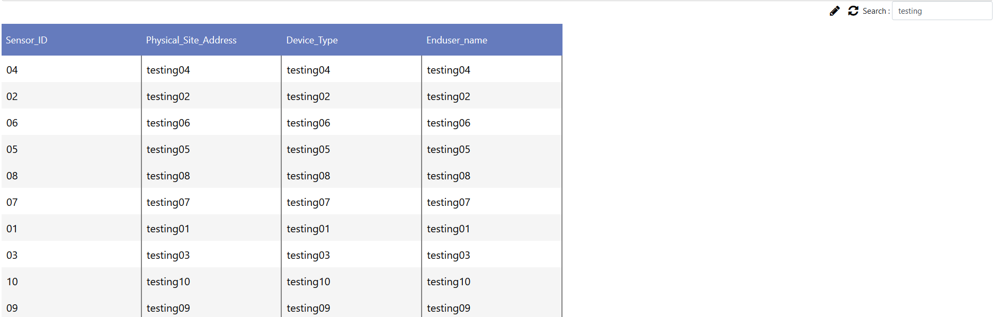 Search : testing
Sensor_ID Physical_Site_Address Device_Type Enduser_name
04 testing04 testing04 testing04
02 testing02 testing02 testing02
06 testing06 testing06 testing06
05 testing05 testing05 testing05
08 testing08 testing08 testing08
07 testing07 testing07 testing07
01 testing01 testing01 testing01
03 testing03 testing03 testing03
10 testing10 testing10 testing10
09 testing09 testing09 testing09